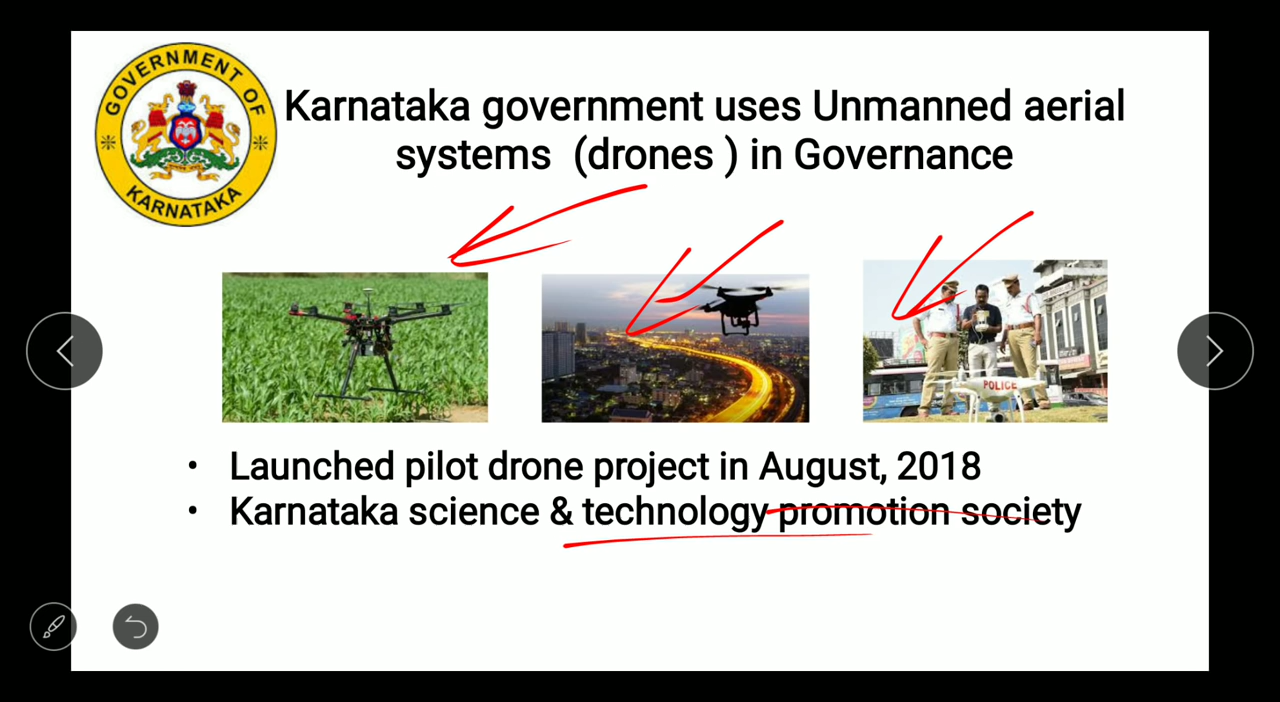 GOVERNMENT OF
KARNATAKA
Karnataka government uses Unmanned aerial
systems (drones ) in Governance
POLICE
• Launched pilot drone project in August, 2018
• Karnataka science & technology promotion society